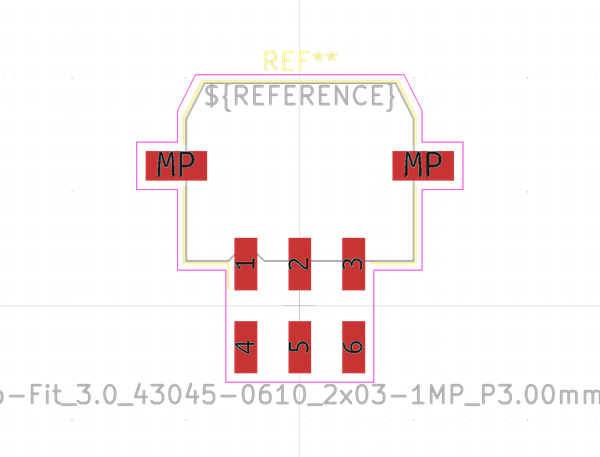 REF**
${REFERENCE}
MP MP
1 2 3
4 5 6
o-Fit_3.0_43045-0610_2x03-1MP_P3.00mm